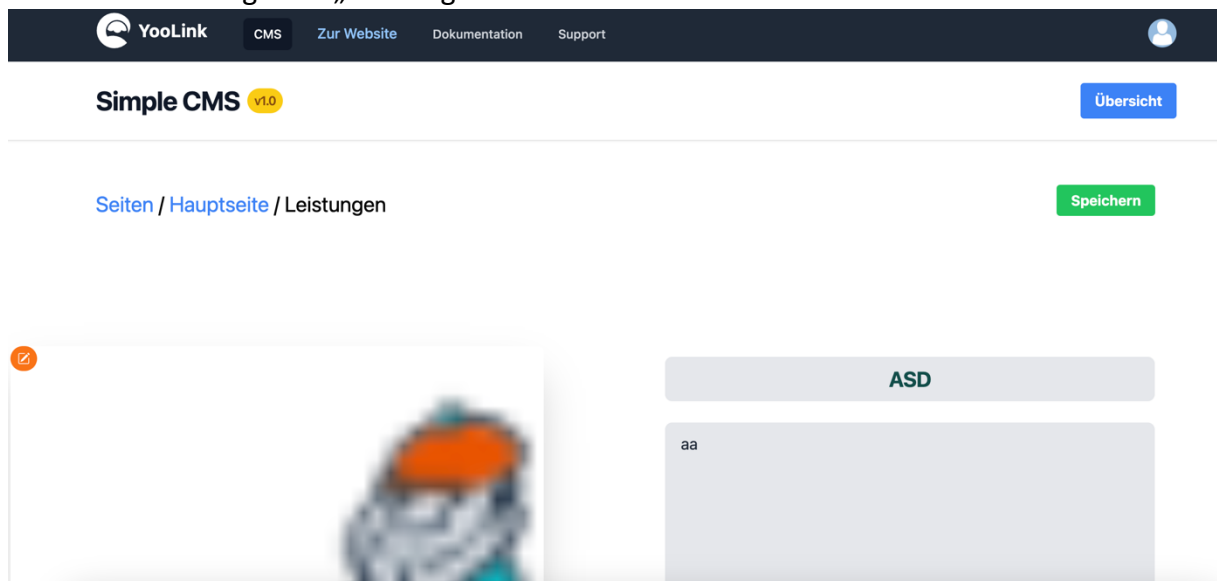 YooLink CMS Zur Website Dokumentation Support
Simple CMS v1.0 Übersicht
Seiten / Hauptseite / Leistungen Speichern
ASD
aa